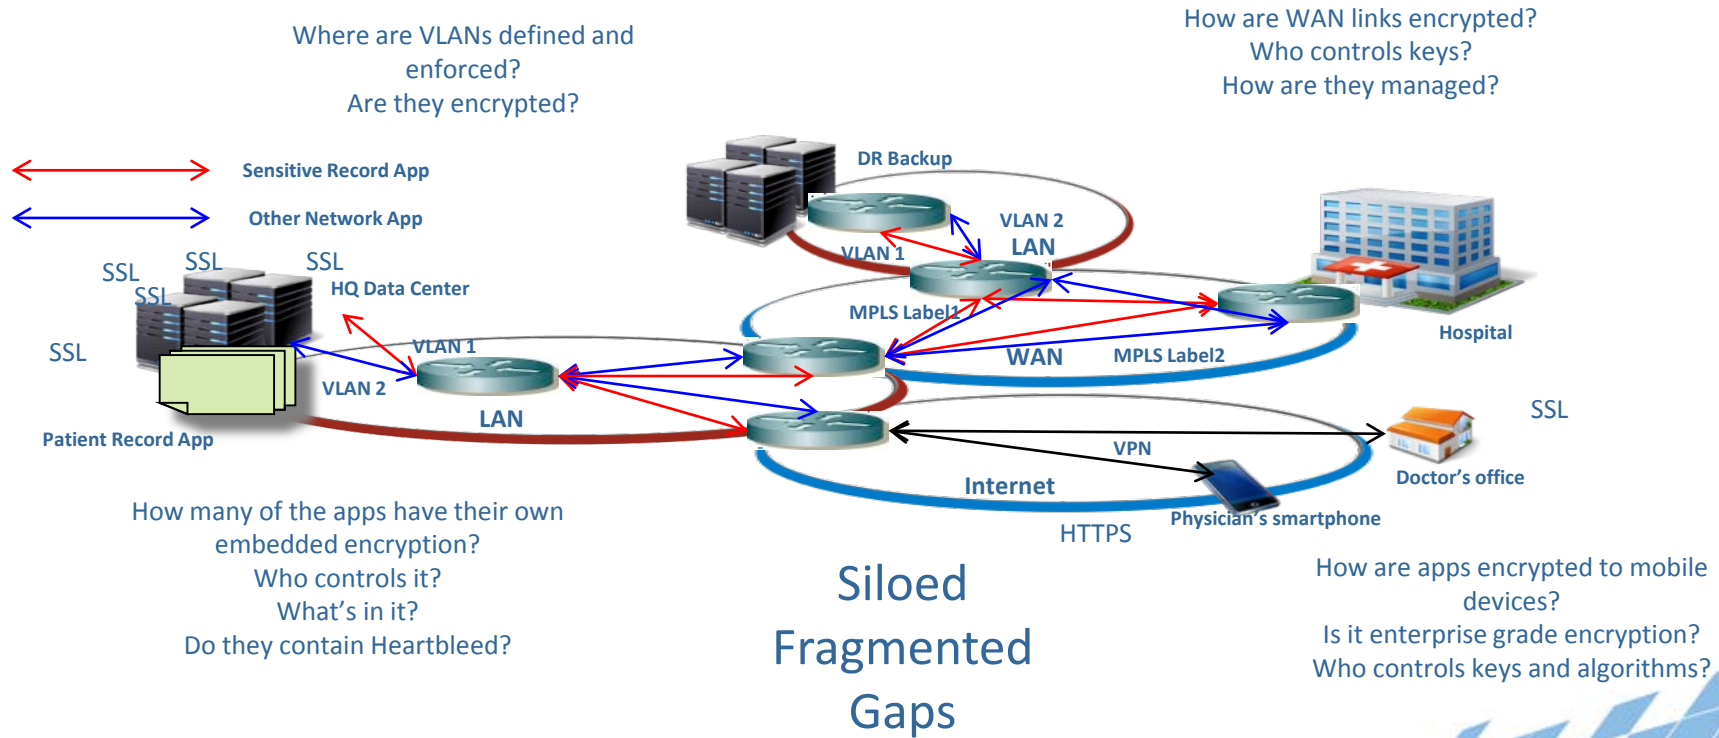 Where are VLANs defined and
enforced?
Are they encrypted?
How are WAN links encrypted?
Who controls keys?
How are they managed?
Sensitive Record App
Other Network App
DR Backup
VLAN 2
LAN
VLAN 1
SSL
SSL
SSL
SSL
HQ Data Center
MPLS Label1
Hospital
SSL
VLAN 1
WAN
MPLS Label2
VLAN 2
LAN
SSL
Patient Record App
VPN
Internet
Doctor's office
Physician's smartphone
HTTPS
How many of the apps have their own
embedded encryption?
Who controls it?
What's in it?
Do they contain Heartbleed?
Siloed
Fragmented
Gaps
How are apps encrypted to mobile
devices?
Is it enterprise grade encryption?
Who controls keys and algorithms?